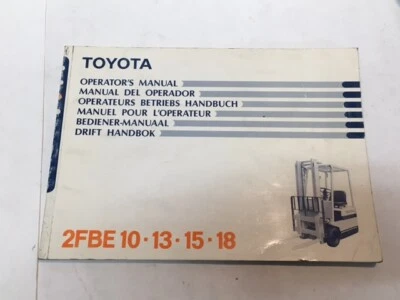 TOYOTA
OPERATOR'S MANUAL
MANUAL DEL OPERADOR
OPERATEURS BETRIEBS HANDBUCH
MANUEL POUR L'OPERATEUR
BEDIENER-MANUAAL
DRIFT HANDBOK
2FBE 10·13·15·18